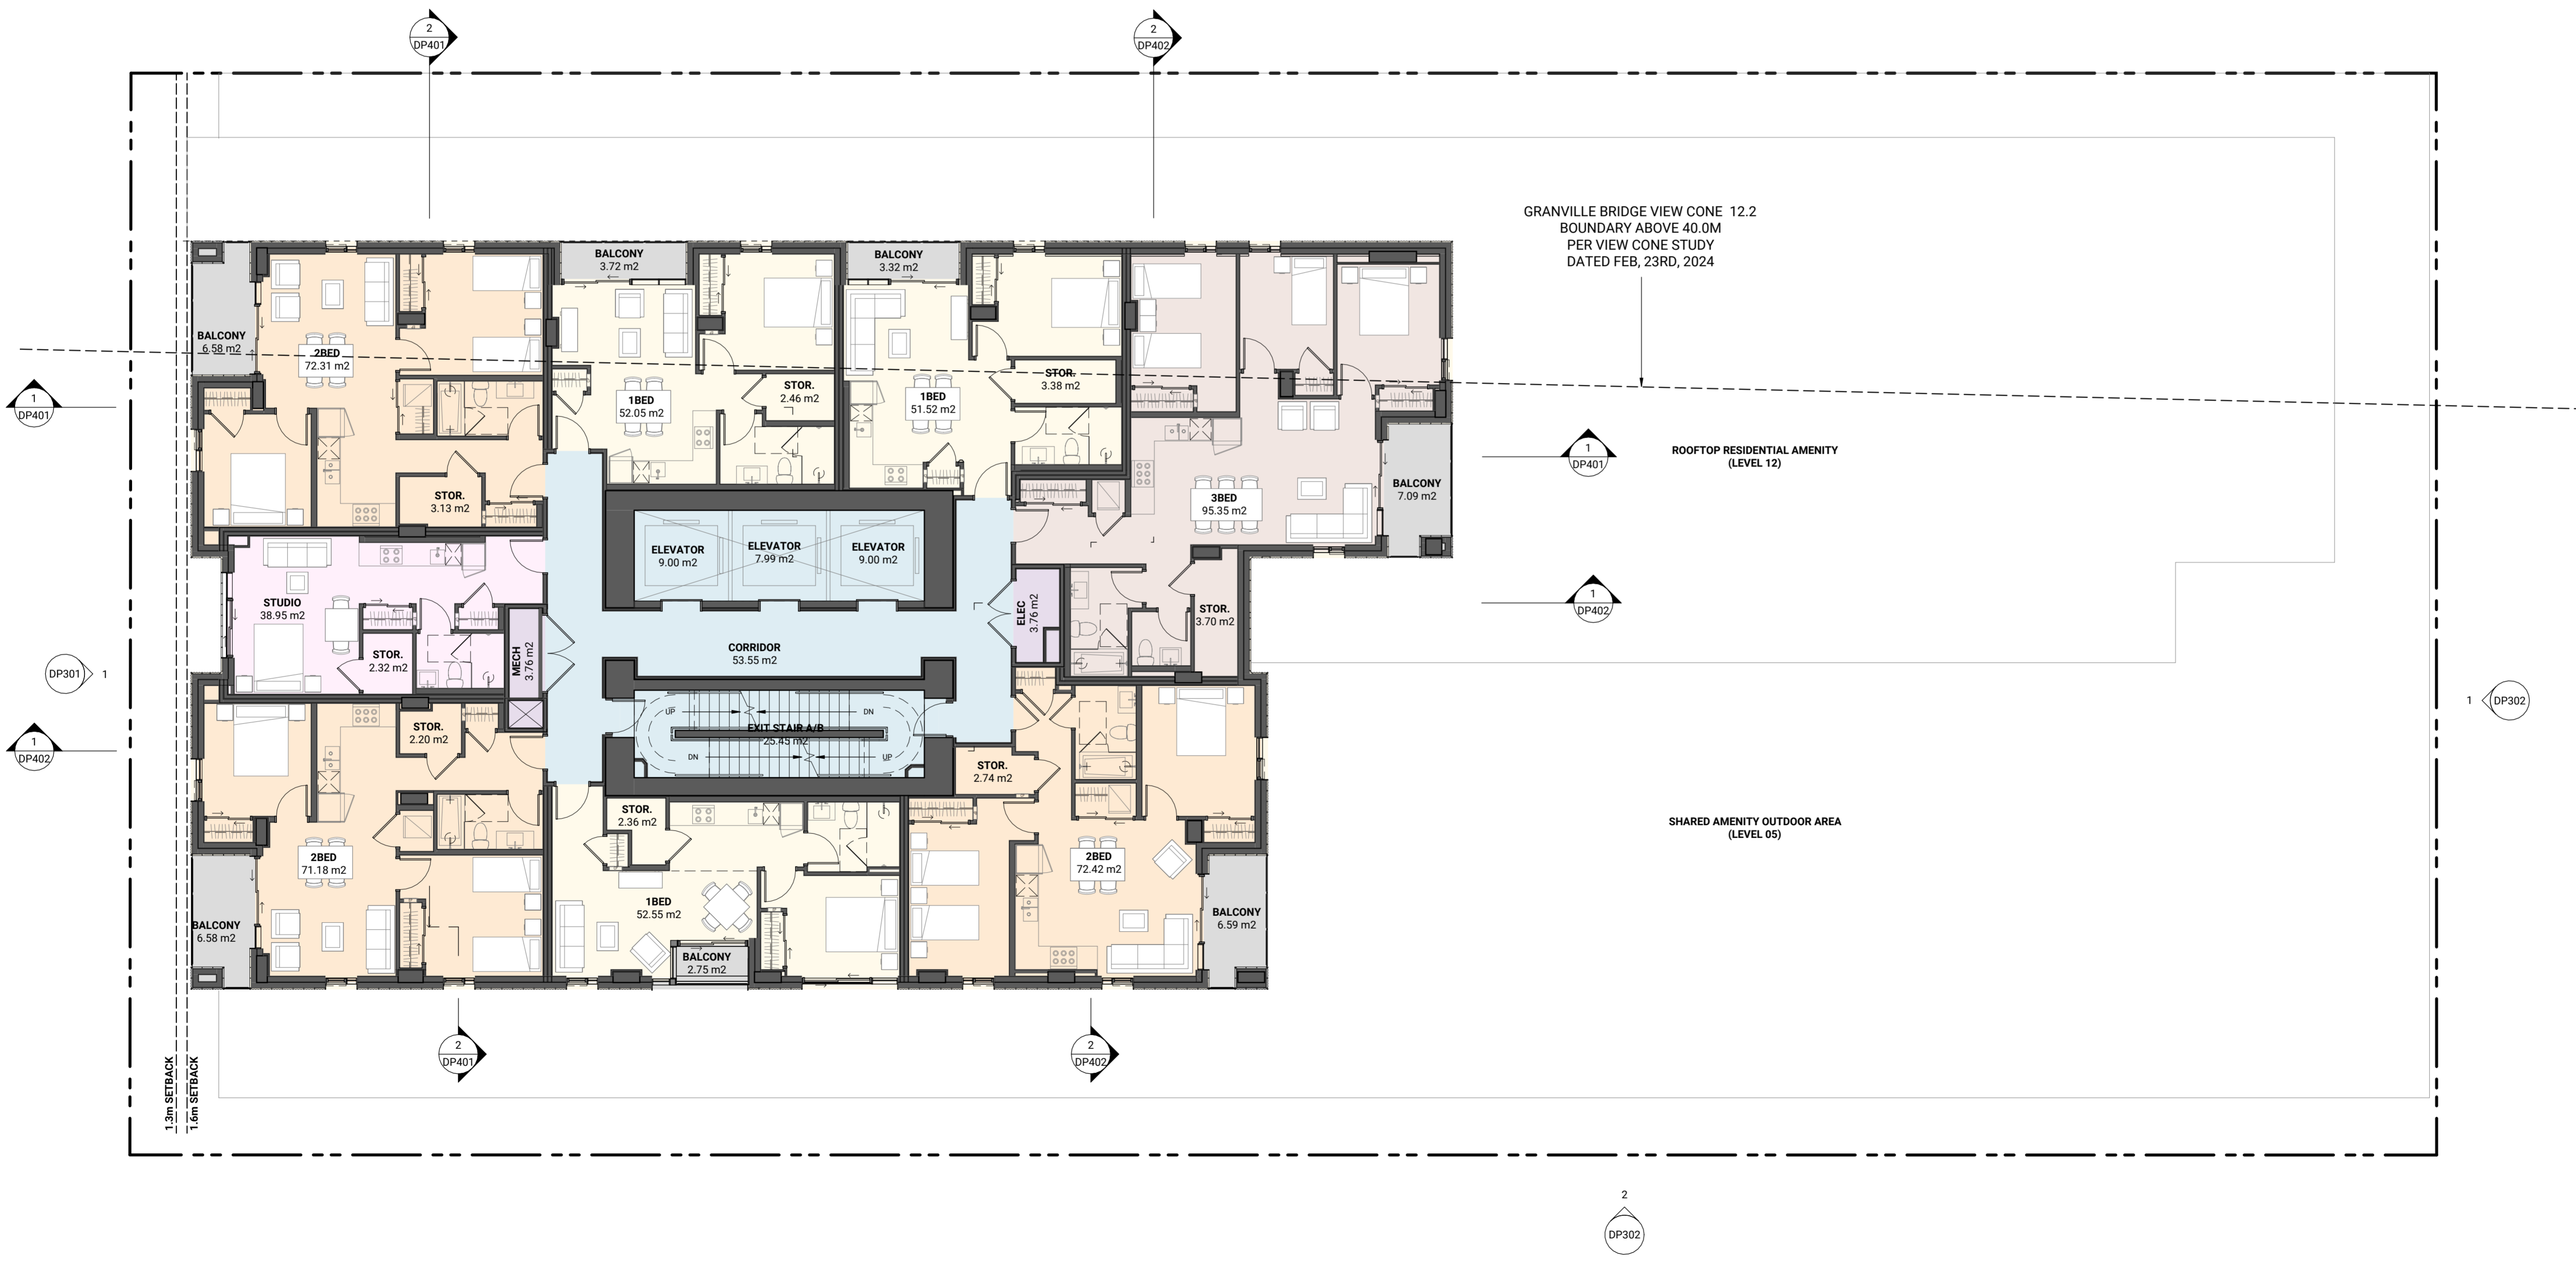 2
DP401
2
DP402
GRANVILLE BRIDGE VIEW CONE 12.2
BOUNDARY ABOVE 40.0M
PER VIEW CONE STUDY
DATED FEB, 23RD, 2024
BALCONY
3.72 m2
BALCONY
3.32 m2
BALCONY
6.58 m2
2BED
72.31 m2
1
DP401
1BED
52.05 m2
STOR.
2.46 m2
1BED
51.52 m2
STOR.
3.38 m2
1
DP401
ROOFTOP RESIDENTIAL AMENITY
(LEVEL 12)
STOR.
3.13 m2
3BED
95.35 m2
BALCONY
7.09 m2
ELEVATOR
9.00 m2
ELEVATOR
7.99 m2
ELEVATOR
9.00 m2
STUDIO
38.95 m2
STOR.
2.32 m2
MECH
3.76 m2
CORRIDOR
53.55 m2
ELEC
3.76 m2
STOR.
3.70 m2
1
DP402
DP301
1
1
DP302
1
DP402
STOR.
2.20 m2
UP
DN
EXIT STAIR A/B
25.45 m2
DN
UP
STOR.
2.74 m2
STOR.
2.36 m2
2BED
71.18 m2
2BED
72.42 m2
SHARED AMENITY OUTDOOR AREA
(LEVEL 05)
BALCONY
6.58 m2
1BED
52.55 m2
BALCONY
2.75 m2
BALCONY
6.59 m2
1.3m SETBACK
1.6m SETBACK
2
DP401
2
DP402
2
DP302